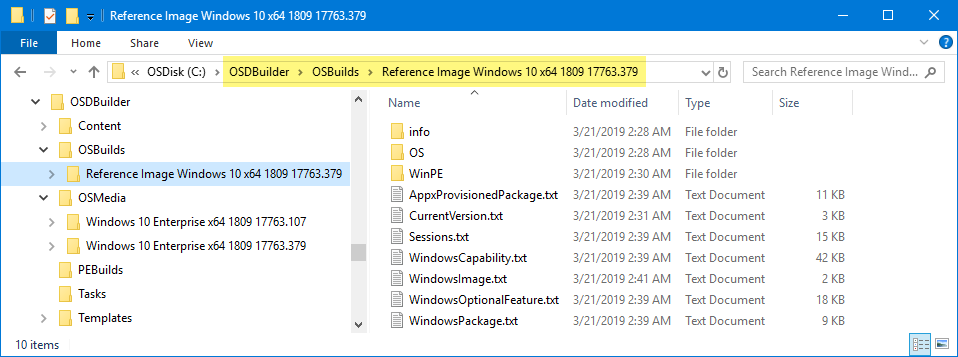 Reference Image Windows 10 x64 1809 17763.379
File Home Share View
OSDisk (C:) OSDBuilder OSBuilds Reference Image Windows 10 x64 1809 17763.379 Search Reference Image Wind...
OSDBuilder
Content
OSBuilds
Reference Image Windows 10 x64 1809 17763.379
OSMedia
Windows 10 Enterprise x64 1809 17763.107
Windows 10 Enterprise x64 1809 17763.379
PEBuilds
Tasks
Templates
Name Date modified Type Size
info 3/21/2019 2:28 AM File folder
OS 3/21/2019 2:28 AM File folder
WinPE 3/21/2019 2:30 AM File folder
AppxProvisionedPackage.txt 3/21/2019 2:39 AM Text Document 11 KB
CurrentVersion.txt 3/21/2019 2:31 AM Text Document 3 KB
Sessions.txt 3/21/2019 2:39 AM Text Document 15 KB
WindowsCapability.txt 3/21/2019 2:39 AM Text Document 42 KB
WindowsImage.txt 3/21/2019 2:41 AM Text Document 2 KB
WindowsOptionalFeature.txt 3/21/2019 2:39 AM Text Document 18 KB
WindowsPackage.txt 3/21/2019 2:39 AM Text Document 9 KB
10 items